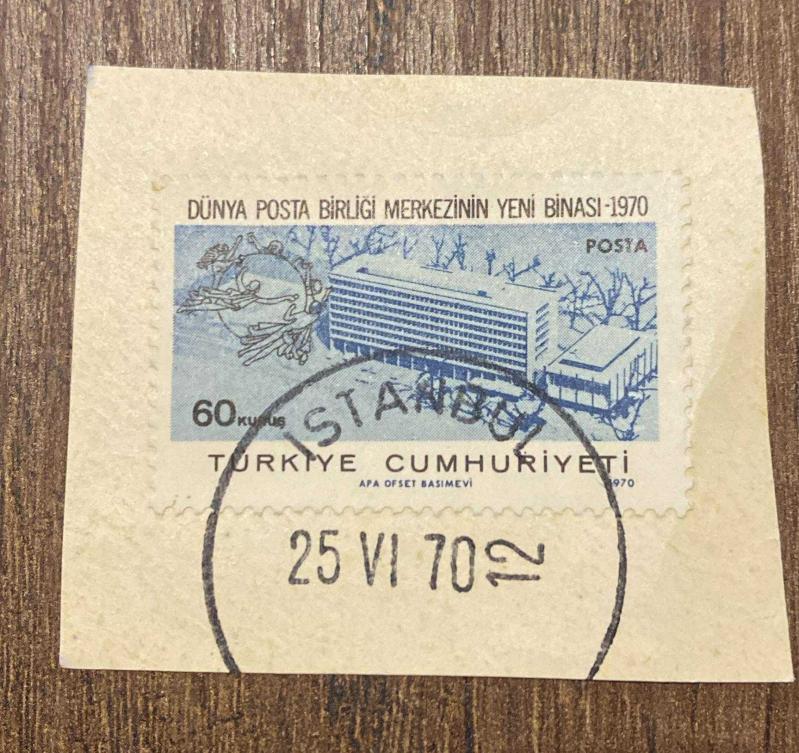 DÜNYA POSTA BİRLİĞİ MERKEZİNİN YENİ BİNASI-1970
POSTA
60 KURUŞ
TÜRKİYE CUMHURİYETİ
APA OFSET BASIMEVİ 1970
ISTANBUL
25 VI 70 12